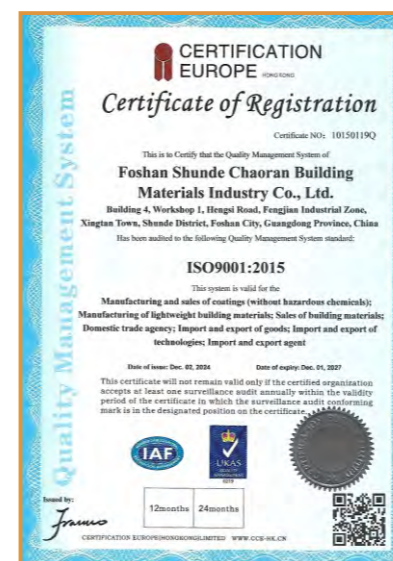 CERTIFICATION
EUROPE HONG KONG
Certificate of Registration
Certificate NO: 10150119Q
This is to Certify that the Quality Management System of
Foshan Shunde Chaoran Building
Materials Industry Co., Ltd.
Building 4, Workshop 1, Hengsi Road, Fengjian Industrial Zone,
Xingtan Town, Shunde District, Foshan City, Guangdong Province, China
Has been audited to the following Quality Management System standard:
ISO9001:2015
This system is valid for the
Manufacturing and sales of coatings (without hazardous chemicals);
Manufacturing of lightweight building materials; Sales of building materials;
Domestic trade agency; Import and export of goods; Import and export of
technologies; Import and export agent
Date of issue: Dec. 02, 2024 Date of expiry: Dec. 01, 2027
This certificate will not remain valid only if the certified organization
accepts at least one surveillance audit annually within the validity
period of the certificate in which the surveillance audit conforming
mark is in the designated position on the certificate.
Quality Management System
IAF
UKAS
Issued by:
12months 24months
CERTIFICATION EUROPE(HONGKONG)LIMITED WWW.CCE-HK.CN